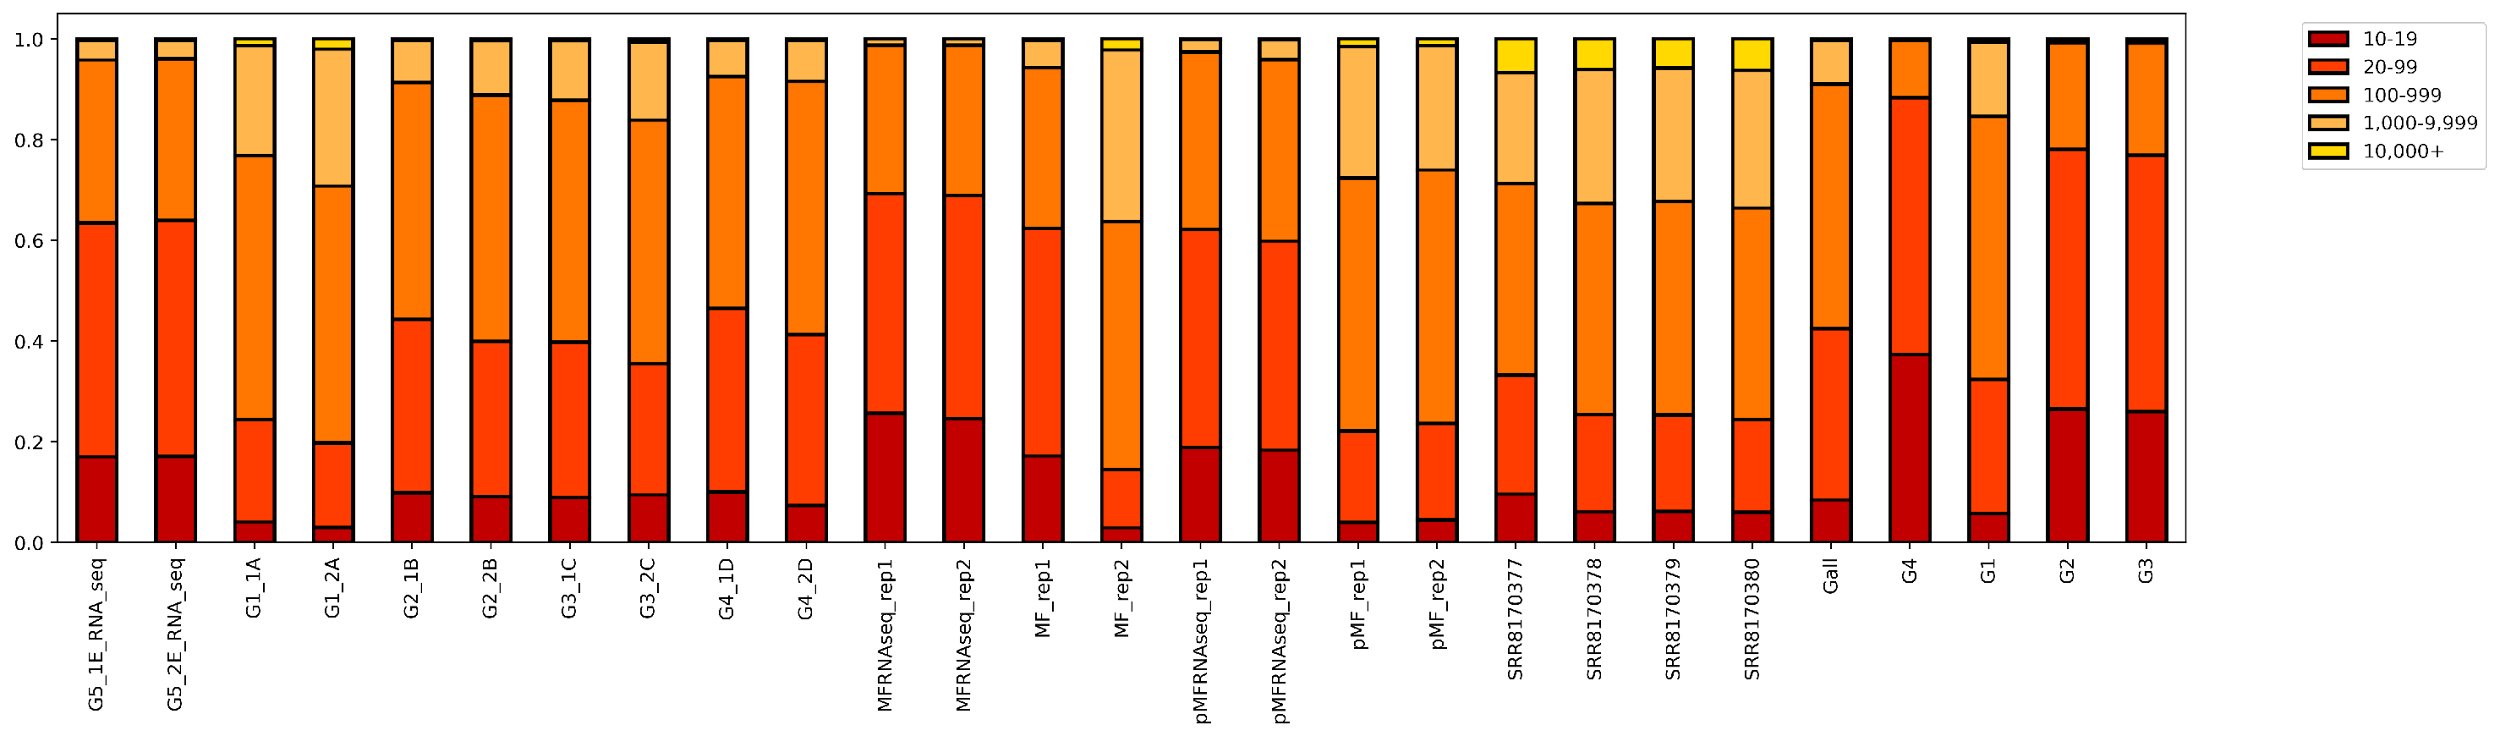 1.0
0.8
0.6
0.4
0.2
0.0
G5_1E_RNA_seq
G5_2E_RNA_seq
G1_1A
G1_2A
G2_1B
G2_2B
G3_1C
G3_2C
G4_1D
G4_2D
MFRNAseq_rep1
MFRNAseq_rep2
MF_rep1
MF_rep2
pMFRNAseq_rep1
pMFRNAseq_rep2
pMF_rep1
pMF_rep2
SRR8170377
SRR8170378
SRR8170379
SRR8170380
Gall
G4
G1
G2
G3
10-19
20-99
100-999
1,000-9,999
10,000+